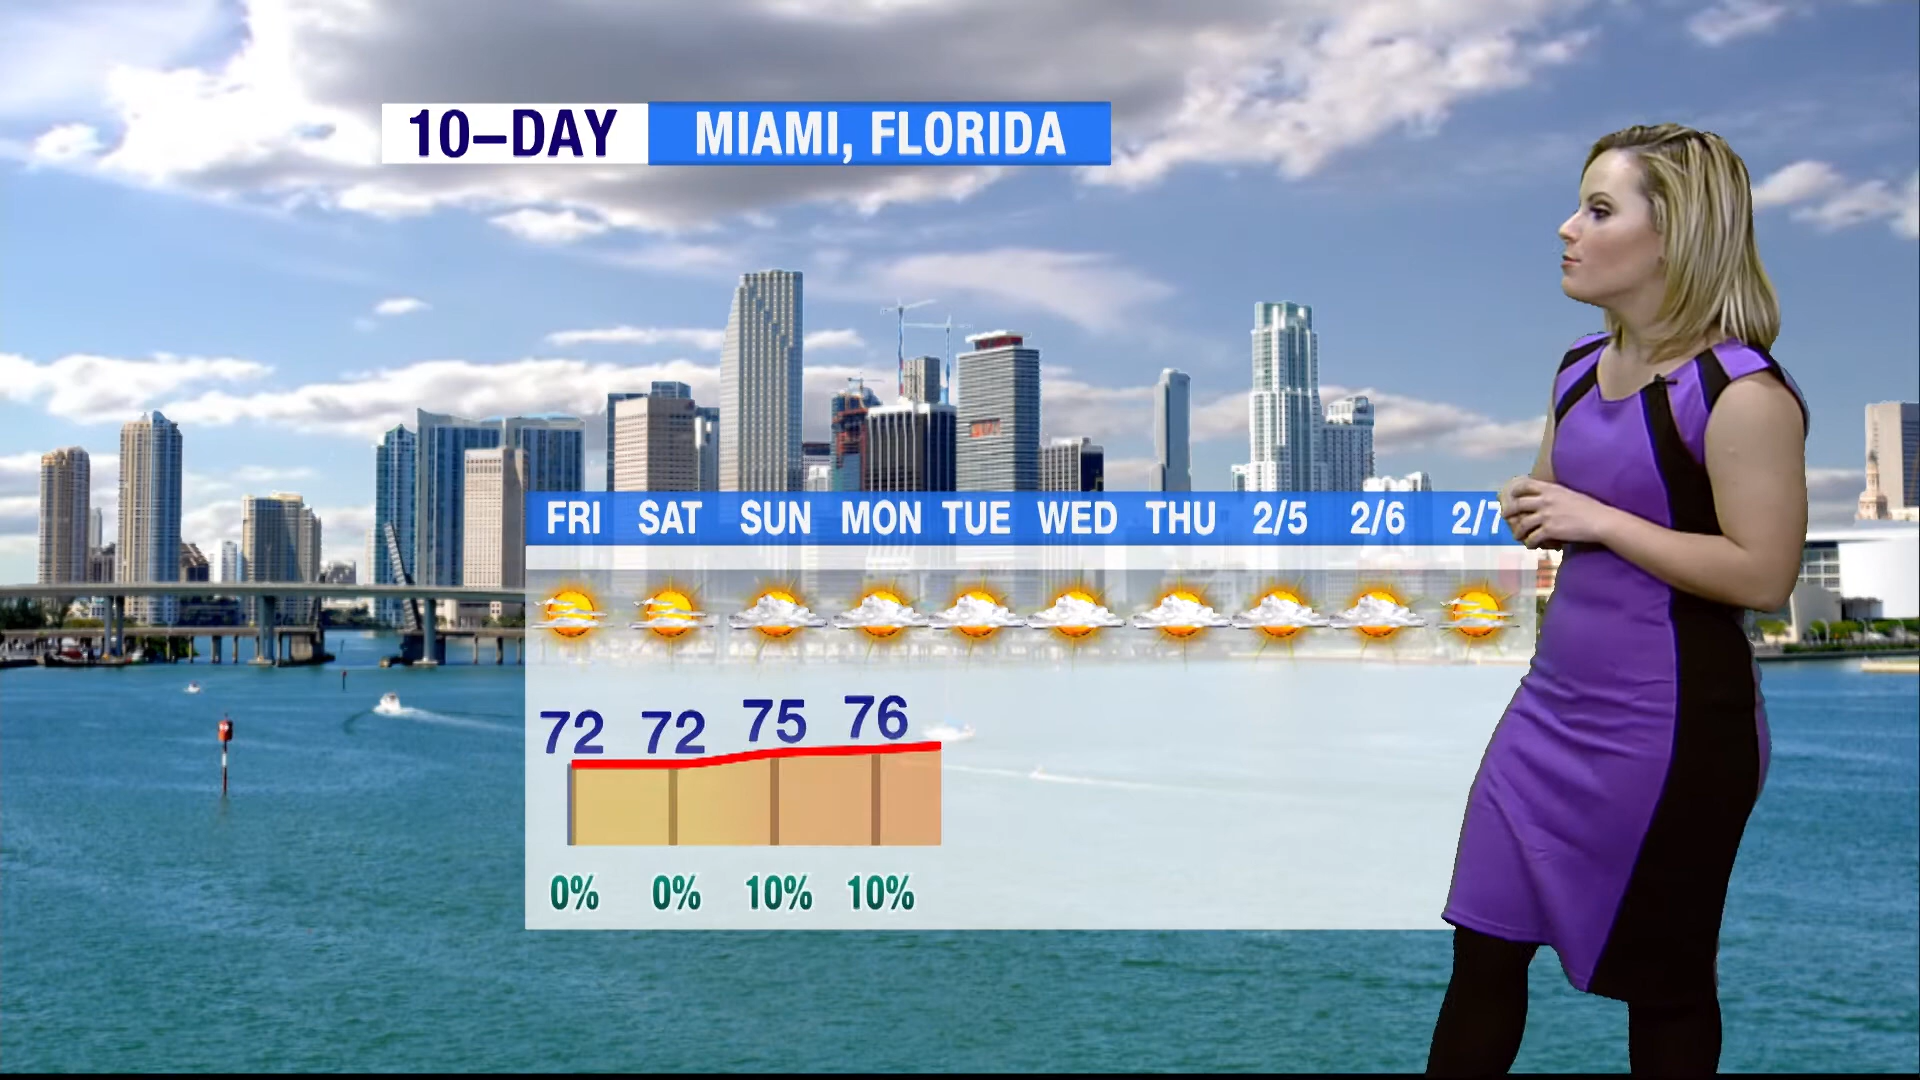 10-DAY MIAMI, FLORIDA
FRI SAT SUN MON TUE WED THU 2/5 2/6 2/7
72 72 75 76
0% 0% 10% 10%